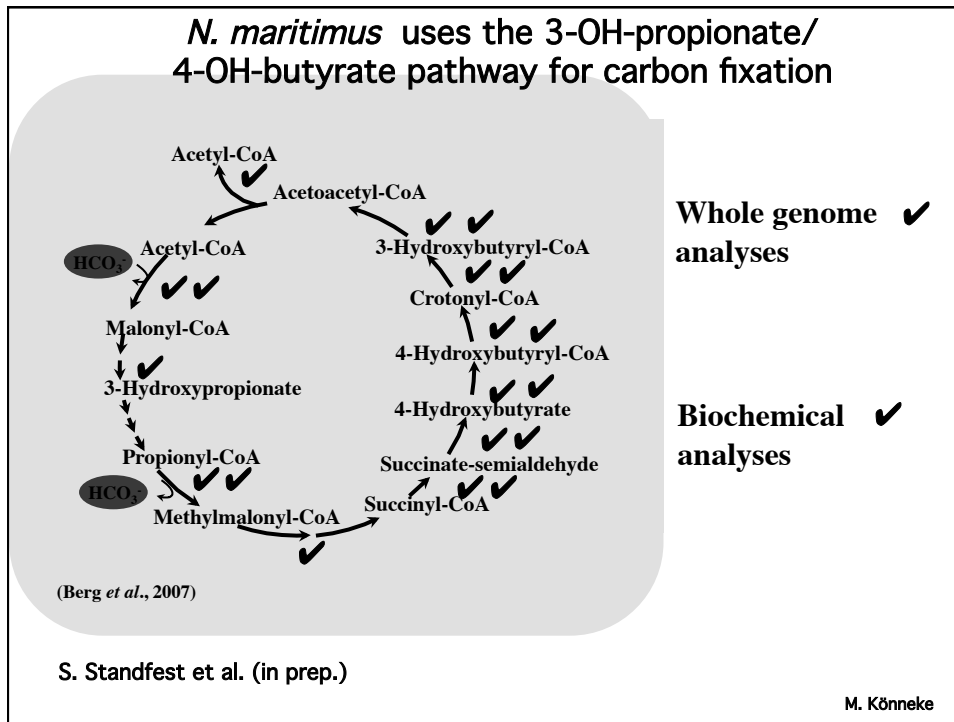 N. maritimus uses the 3-OH-propionate/
4-OH-butyrate pathway for carbon fixation
Acetyl-CoA
Acetoacetyl-CoA
Acetyl-CoA
HCO₃⁻
Malonyl-CoA
3-Hydroxypropionate
Propionyl-CoA
HCO₃⁻
Methylmalonyl-CoA
Succinyl-CoA
Succinate-semialdehyde
4-Hydroxybutyrate
4-Hydroxybutyryl-CoA
Crotonyl-CoA
3-Hydroxybutyryl-CoA
Whole genome ✔
analyses
Biochemical ✔
analyses
(Berg et al., 2007)
S. Standfest et al. (in prep.)
M. Könneke